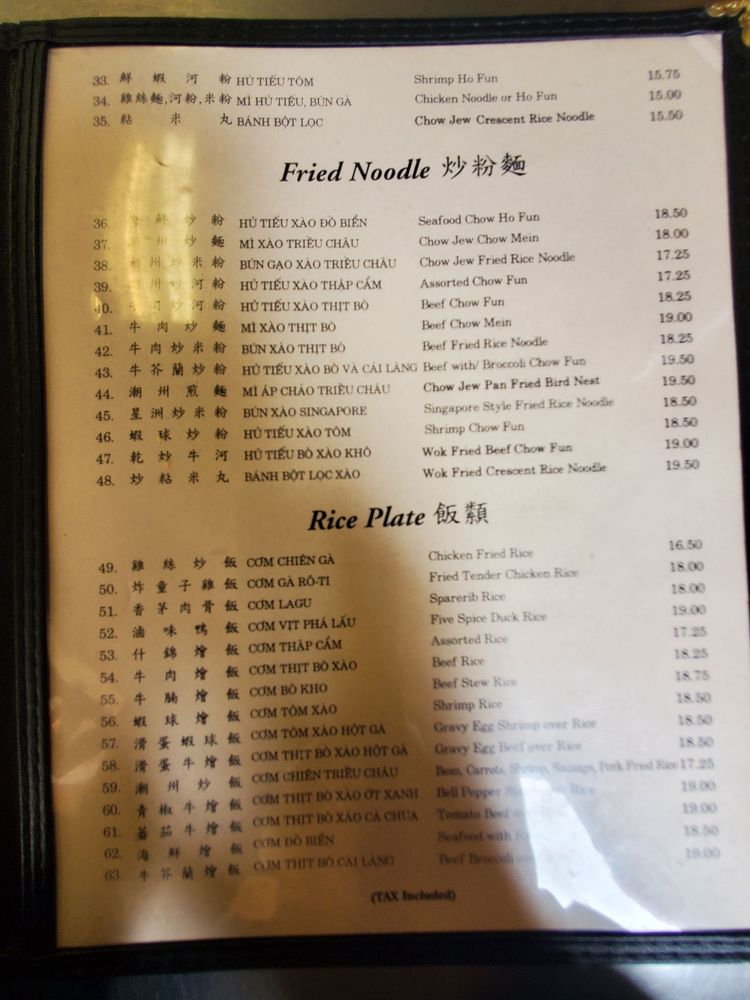 33. 鮮蝦河粉 HỦ TIẾU TÔM Shrimp Ho Fun 15.75
34. 雞絲麵,河粉,米粉 MÌ HỦ TIẾU, BÚN GÀ Chicken Noodle or Ho Fun 15.00
35. 粘米丸 BÁNH BỘT LỌC Chow Jew Crescent Rice Noodle 15.50
Fried Noodle 炒粉麵
36. 鮮炒粉 HỦ TIẾU XÀO ĐỒ BIỂN Seafood Chow Ho Fun 18.50
37. 州炒麵 MÌ XÀO TRIỀU CHÂU Chow Jew Chow Mein 18.00
38. 州炒米粉 BÚN GẠO XÀO TRIỀU CHÂU Chow Jew Fried Rice Noodle 17.25
39. 州炒河粉 HỦ TIẾU XÀO THẬP CẨM Assorted Chow Fun 17.25
40. 肉炒河粉 HỦ TIẾU XÀO THỊT BÒ Beef Chow Fun 18.25
41. 牛肉炒麵 MÌ XÀO THỊT BÒ Beef Chow Mein 19.00
42. 牛肉炒米粉 BÚN XÀO THỊT BÒ Beef Fried Rice Noodle 18.25
43. 牛芥蘭炒粉 HỦ TIẾU XÀO BÒ VÀ CẢI LÀNG Beef with/ Broccoli Chow Fun 19.50
44. 潮州煎麵 MÌ ÁP CHẢO TRIỀU CHÂU Chow Jew Pan Fried Bird Nest 19.50
45. 星洲炒米粉 BÚN XÀO SINGAPORE Singapore Style Fried Rice Noodle 18.50
46. 蝦球炒粉 HỦ TIẾU XÀO TÔM Shrimp Chow Fun 18.50
47. 乾炒牛河 HỦ TIẾU BÒ XÀO KHÔ Wok Fried Beef Chow Fun 19.00
48. 炒粘米丸 BÁNH BỘT LỌC XÀO Wok Fried Crescent Rice Noodle 19.50
Rice Plate 飯類
49. 雞絲炒飯 CƠM CHIÊN GÀ Chicken Fried Rice 16.50
50. 炸童子雞飯 CƠM GÀ RÔ-TI Fried Tender Chicken Rice 18.00
51. 香茅肉骨飯 CƠM LAGU Sparerib Rice 18.00
52. 滷味鴨飯 CƠM VỊT PHÁ LẤU Five Spice Duck Rice 19.00
53. 什錦燴飯 CƠM THẬP CẨM Assorted Rice 17.25
54. 牛肉燴飯 CƠM THỊT BÒ XÀO Beef Rice 18.25
55. 牛腩燴飯 CƠM BÒ KHO Beef Stew Rice 18.75
56. 蝦球燴飯 CƠM TÔM XÀO Shrimp Rice 18.50
57. 滑蛋蝦球飯 CƠM TÔM XÀO HỘT GÀ Gravy Egg Shrimp over Rice 18.50
58. 滑蛋牛燴飯 CƠM THỊT BÒ XÀO HỘT GÀ Gravy Egg Beef over Rice 18.50
59. 潮州炒飯 CƠM CHIÊN TRIỀU CHÂU Bean, Carrots, Shrimp, Sausage, Pork Fried Rice 17.25
60. 青椒牛燴飯 CƠM THỊT BÒ XÀO ỚT XANH Bell Pepper Rice 19.00
61. 蕃茄牛燴飯 CƠM THỊT BÒ XÀO CÀ CHUA Tomato Beef 19.00
62. 海鮮燴飯 CƠM ĐỒ BIỂN Seafood with 18.50
63. 牛芥蘭燴飯 CƠM THỊT BÒ CẢI LÀNG Beef Broccoli 19.00
(TAX Included)